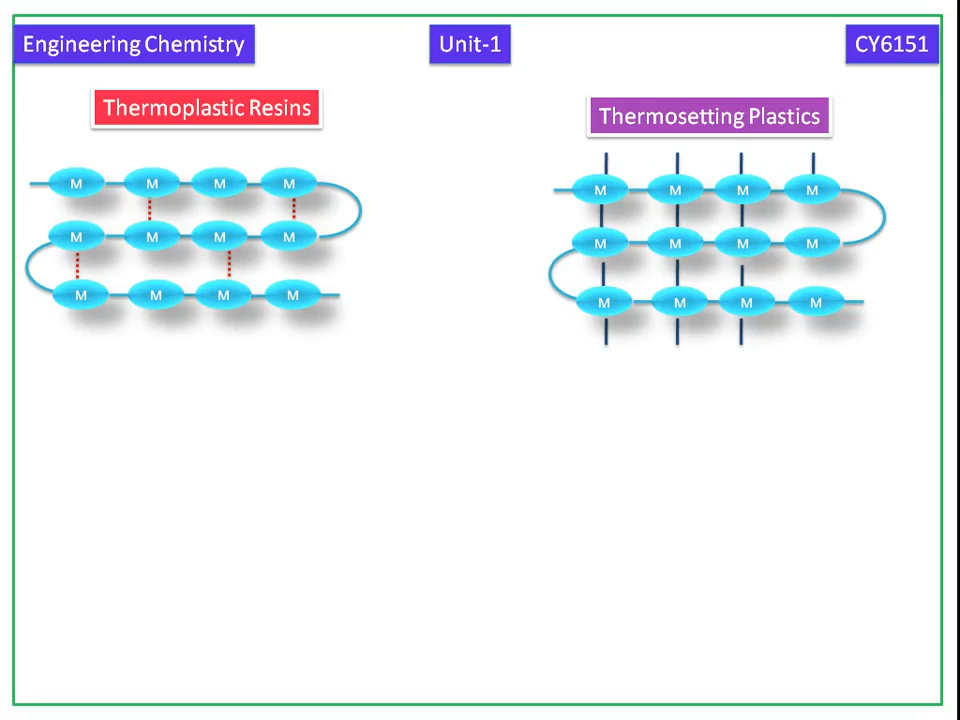 Engineering Chemistry
Unit-1
CY6151
Thermoplastic Resins
Thermosetting Plastics
M M M M
M M M M
M M M M
M M M M
M M M M
M M M M